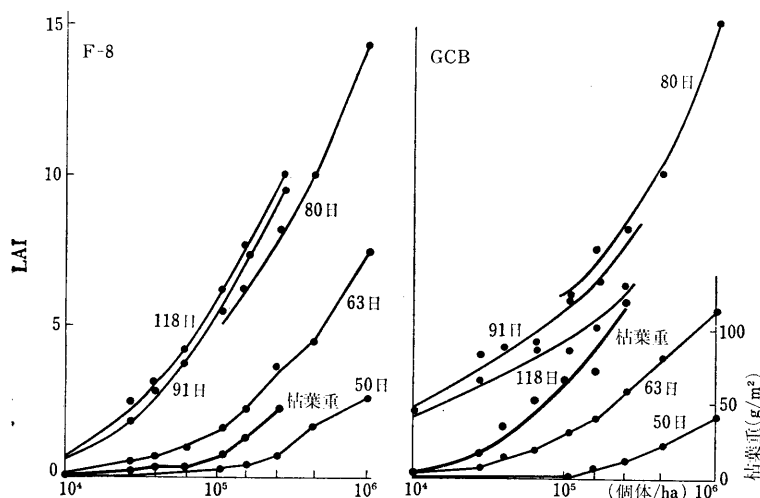 15
F-8
GCB
80日
10
LAI
80日
5
118日
63日
91日
91日
枯葉重
100
118日
63日
枯葉重
50日
50日
50
枯葉重(g/m²)
0
0
10⁴
10⁵
10⁶
10⁴
10⁵
(個体/ha)
10⁶